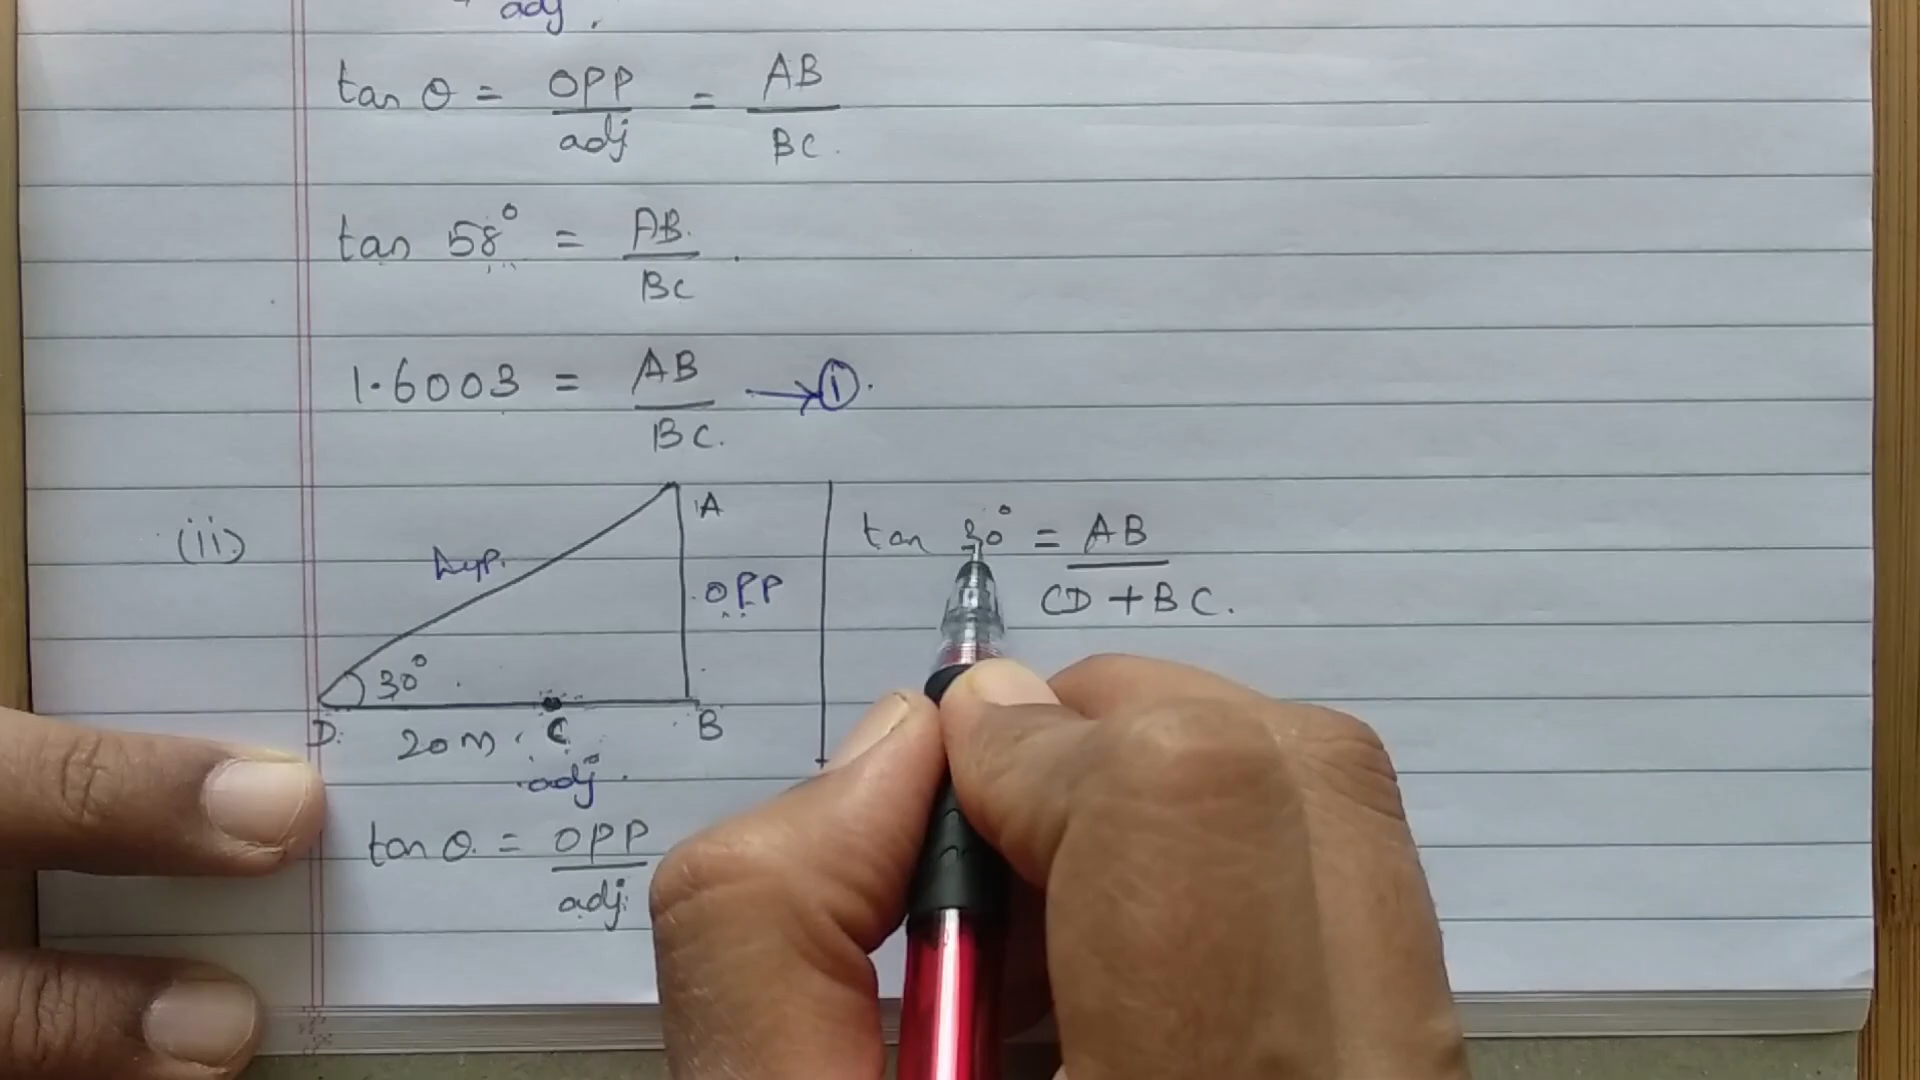 adj.
tan θ = OPP / adj = AB / BC.
tan 58° = AB. / BC .
1.6003 = AB / BC. → ①.
(ii)
A
hyp.
OPP
30°
D. 20m. C B
adj.
tan θ. = OPP / adj.
tan 30° = AB / CD + BC.